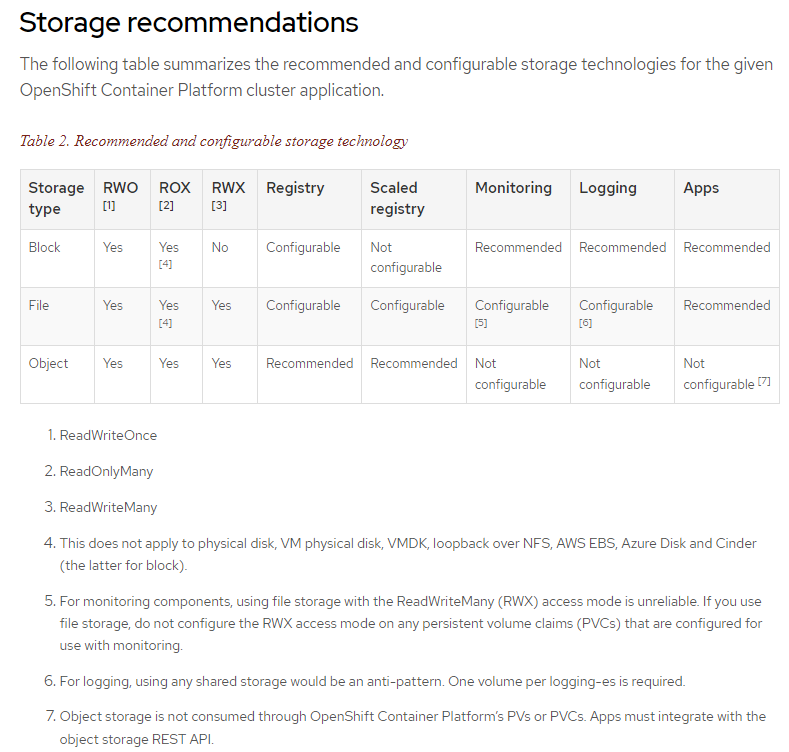 Storage recommendations
The following table summarizes the recommended and configurable storage technologies for the given
OpenShift Container Platform cluster application.
Table 2. Recommended and configurable storage technology
Storage type | RWO [1] | ROX [2] | RWX [3] | Registry | Scaled registry | Monitoring | Logging | Apps
Block | Yes | Yes [4] | No | Configurable | Not configurable | Recommended | Recommended | Recommended
File | Yes | Yes [4] | Yes | Configurable | Configurable | Configurable [5] | Configurable [6] | Recommended
Object | Yes | Yes | Yes | Recommended | Recommended | Not configurable | Not configurable | Not configurable [7]
1. ReadWriteOnce
2. ReadOnlyMany
3. ReadWriteMany
4. This does not apply to physical disk, VM physical disk, VMDK, loopback over NFS, AWS EBS, Azure Disk and Cinder
(the latter for block).
5. For monitoring components, using file storage with the ReadWriteMany (RWX) access mode is unreliable. If you use
file storage, do not configure the RWX access mode on any persistent volume claims (PVCs) that are configured for
use with monitoring.
6. For logging, using any shared storage would be an anti-pattern. One volume per logging-es is required.
7. Object storage is not consumed through OpenShift Container Platform's PVs or PVCs. Apps must integrate with the
object storage REST API.